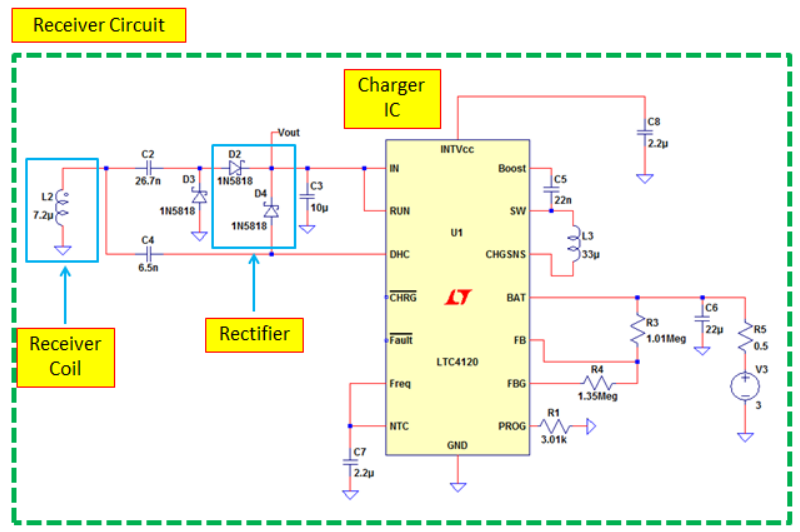 Receiver Circuit
Charger
IC
C8
2.2µ
Vout
INTVcc
C2
26.7n
D2
1N5818
D3
1N5818
D4
1N5818
C3
10µ
IN
Boost
C5
22n
L2
7.2µ
RUN
SW
U1
L3
33µ
C4
6.5n
DHC
CHGSNS
CHRG
BAT
C6
22µ
R3
1.01Meg
R5
0.5
Rectifier
Receiver
Coil
Fault
FB
LTC4120
R4
1.35Meg
V3
3
Freq
FBG
R1
3.01k
NTC
PROG
C7
2.2µ
GND